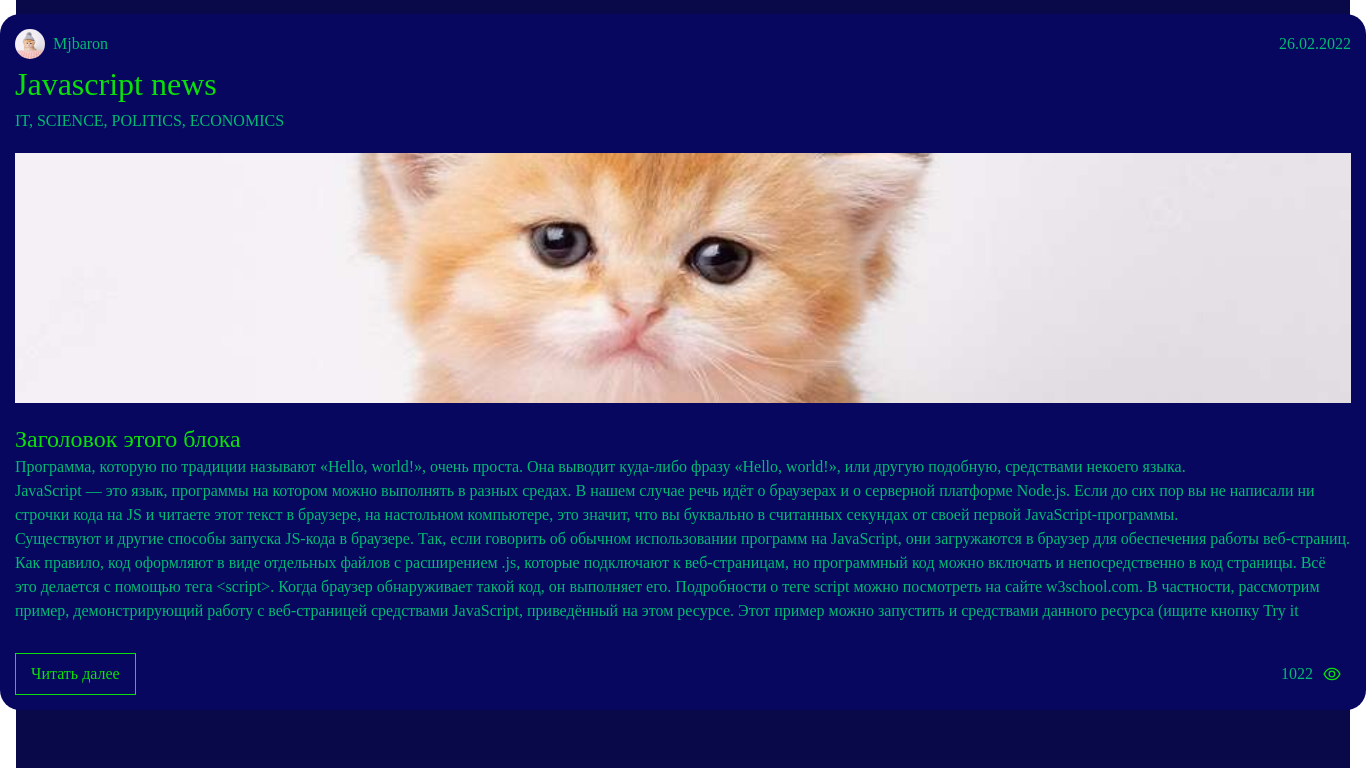 Mjbaron
26.02.2022
Javascript news
IT, SCIENCE, POLITICS, ECONOMICS
Заголовок этого блока
Программа, которую по традиции называют «Hello, world!», очень проста. Она выводит куда-либо фразу «Hello, world!», или другую подобную, средствами некоего языка.
JavaScript — это язык, программы на котором можно выполнять в разных средах. В нашем случае речь идёт о браузерах и о серверной платформе Node.js. Если до сих пор вы не написали ни
строчки кода на JS и читаете этот текст в браузере, на настольном компьютере, это значит, что вы буквально в считанных секундах от своей первой JavaScript-программы.
Существуют и другие способы запуска JS-кода в браузере. Так, если говорить об обычном использовании программ на JavaScript, они загружаются в браузер для обеспечения работы веб-страниц.
Как правило, код оформляют в виде отдельных файлов с расширением .js, которые подключают к веб-страницам, но программный код можно включать и непосредственно в код страницы. Всё
это делается с помощью тега <script>. Когда браузер обнаруживает такой код, он выполняет его. Подробности о теге script можно посмотреть на сайте w3school.com. В частности, рассмотрим
пример, демонстрирующий работу с веб-страницей средствами JavaScript, приведённый на этом ресурсе. Этот пример можно запустить и средствами данного ресурса (ищите кнопку Try it
Читать далее
1022